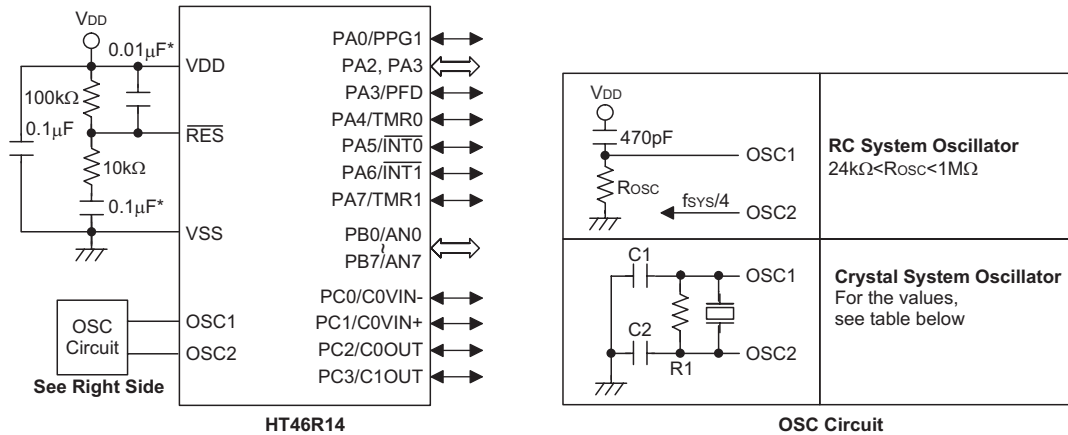 VDD
0.01μF*
VDD
100kΩ
0.1μF
RES
10kΩ
0.1μF*
VSS
OSC
Circuit
OSC1
OSC2
See Right Side
PA0/PPG1
PA2, PA3
PA3/PFD
PA4/TMR0
PA5/INT0
PA6/INT1
PA7/TMR1
PB0/AN0
~
PB7/AN7
PC0/C0VIN-
PC1/C0VIN+
PC2/C0OUT
PC3/C1OUT
HT46R14
VDD
470pF
OSC1
ROSC
fSYS/4
OSC2
RC System Oscillator
24kΩ<ROSC<1MΩ
C1
OSC1
C2
R1
OSC2
Crystal System Oscillator
For the values,
see table below
OSC Circuit